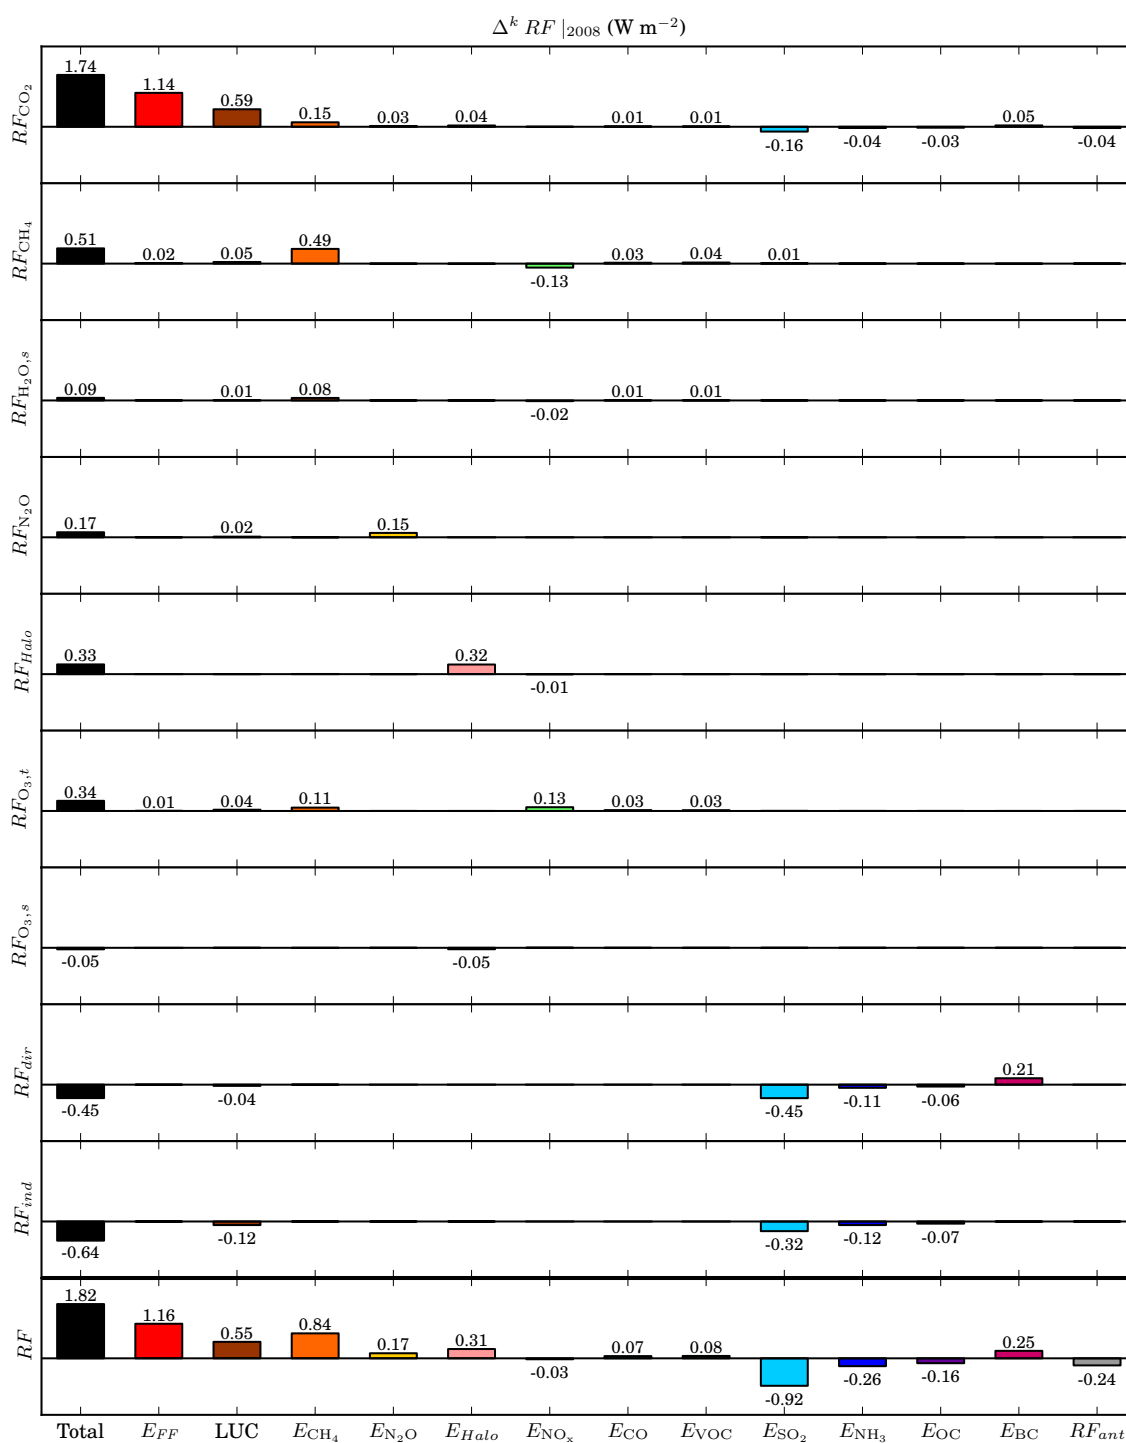 Δᵏ RF |₂₀₀₈ (W m⁻²)
RF_CO₂
1.74 1.14 0.59 0.15 0.03 0.04 0.01 0.01 -0.16 -0.04 -0.03 0.05 -0.04
RF_CH₄
0.51 0.02 0.05 0.49 -0.13 0.03 0.04 0.01
RF_H₂O,s
0.09 0.01 0.08 -0.02 0.01 0.01
RF_N₂O
0.17 0.02 0.15
RF_Halo
0.33 0.32 -0.01
RF_O₃,t
0.34 0.01 0.04 0.11 0.13 0.03 0.03
RF_O₃,s
-0.05 -0.05
RF_dir
-0.45 -0.04 -0.45 -0.11 -0.06 0.21
RF_ind
-0.64 -0.12 -0.32 -0.12 -0.07
RF
1.82 1.16 0.55 0.84 0.17 0.31 -0.03 0.07 0.08 -0.92 -0.26 -0.16 0.25 -0.24
Total E_FF LUC E_CH₄ E_N₂O E_Halo E_NOₓ E_CO E_VOC E_SO₂ E_NH₃ E_OC E_BC RF_ant